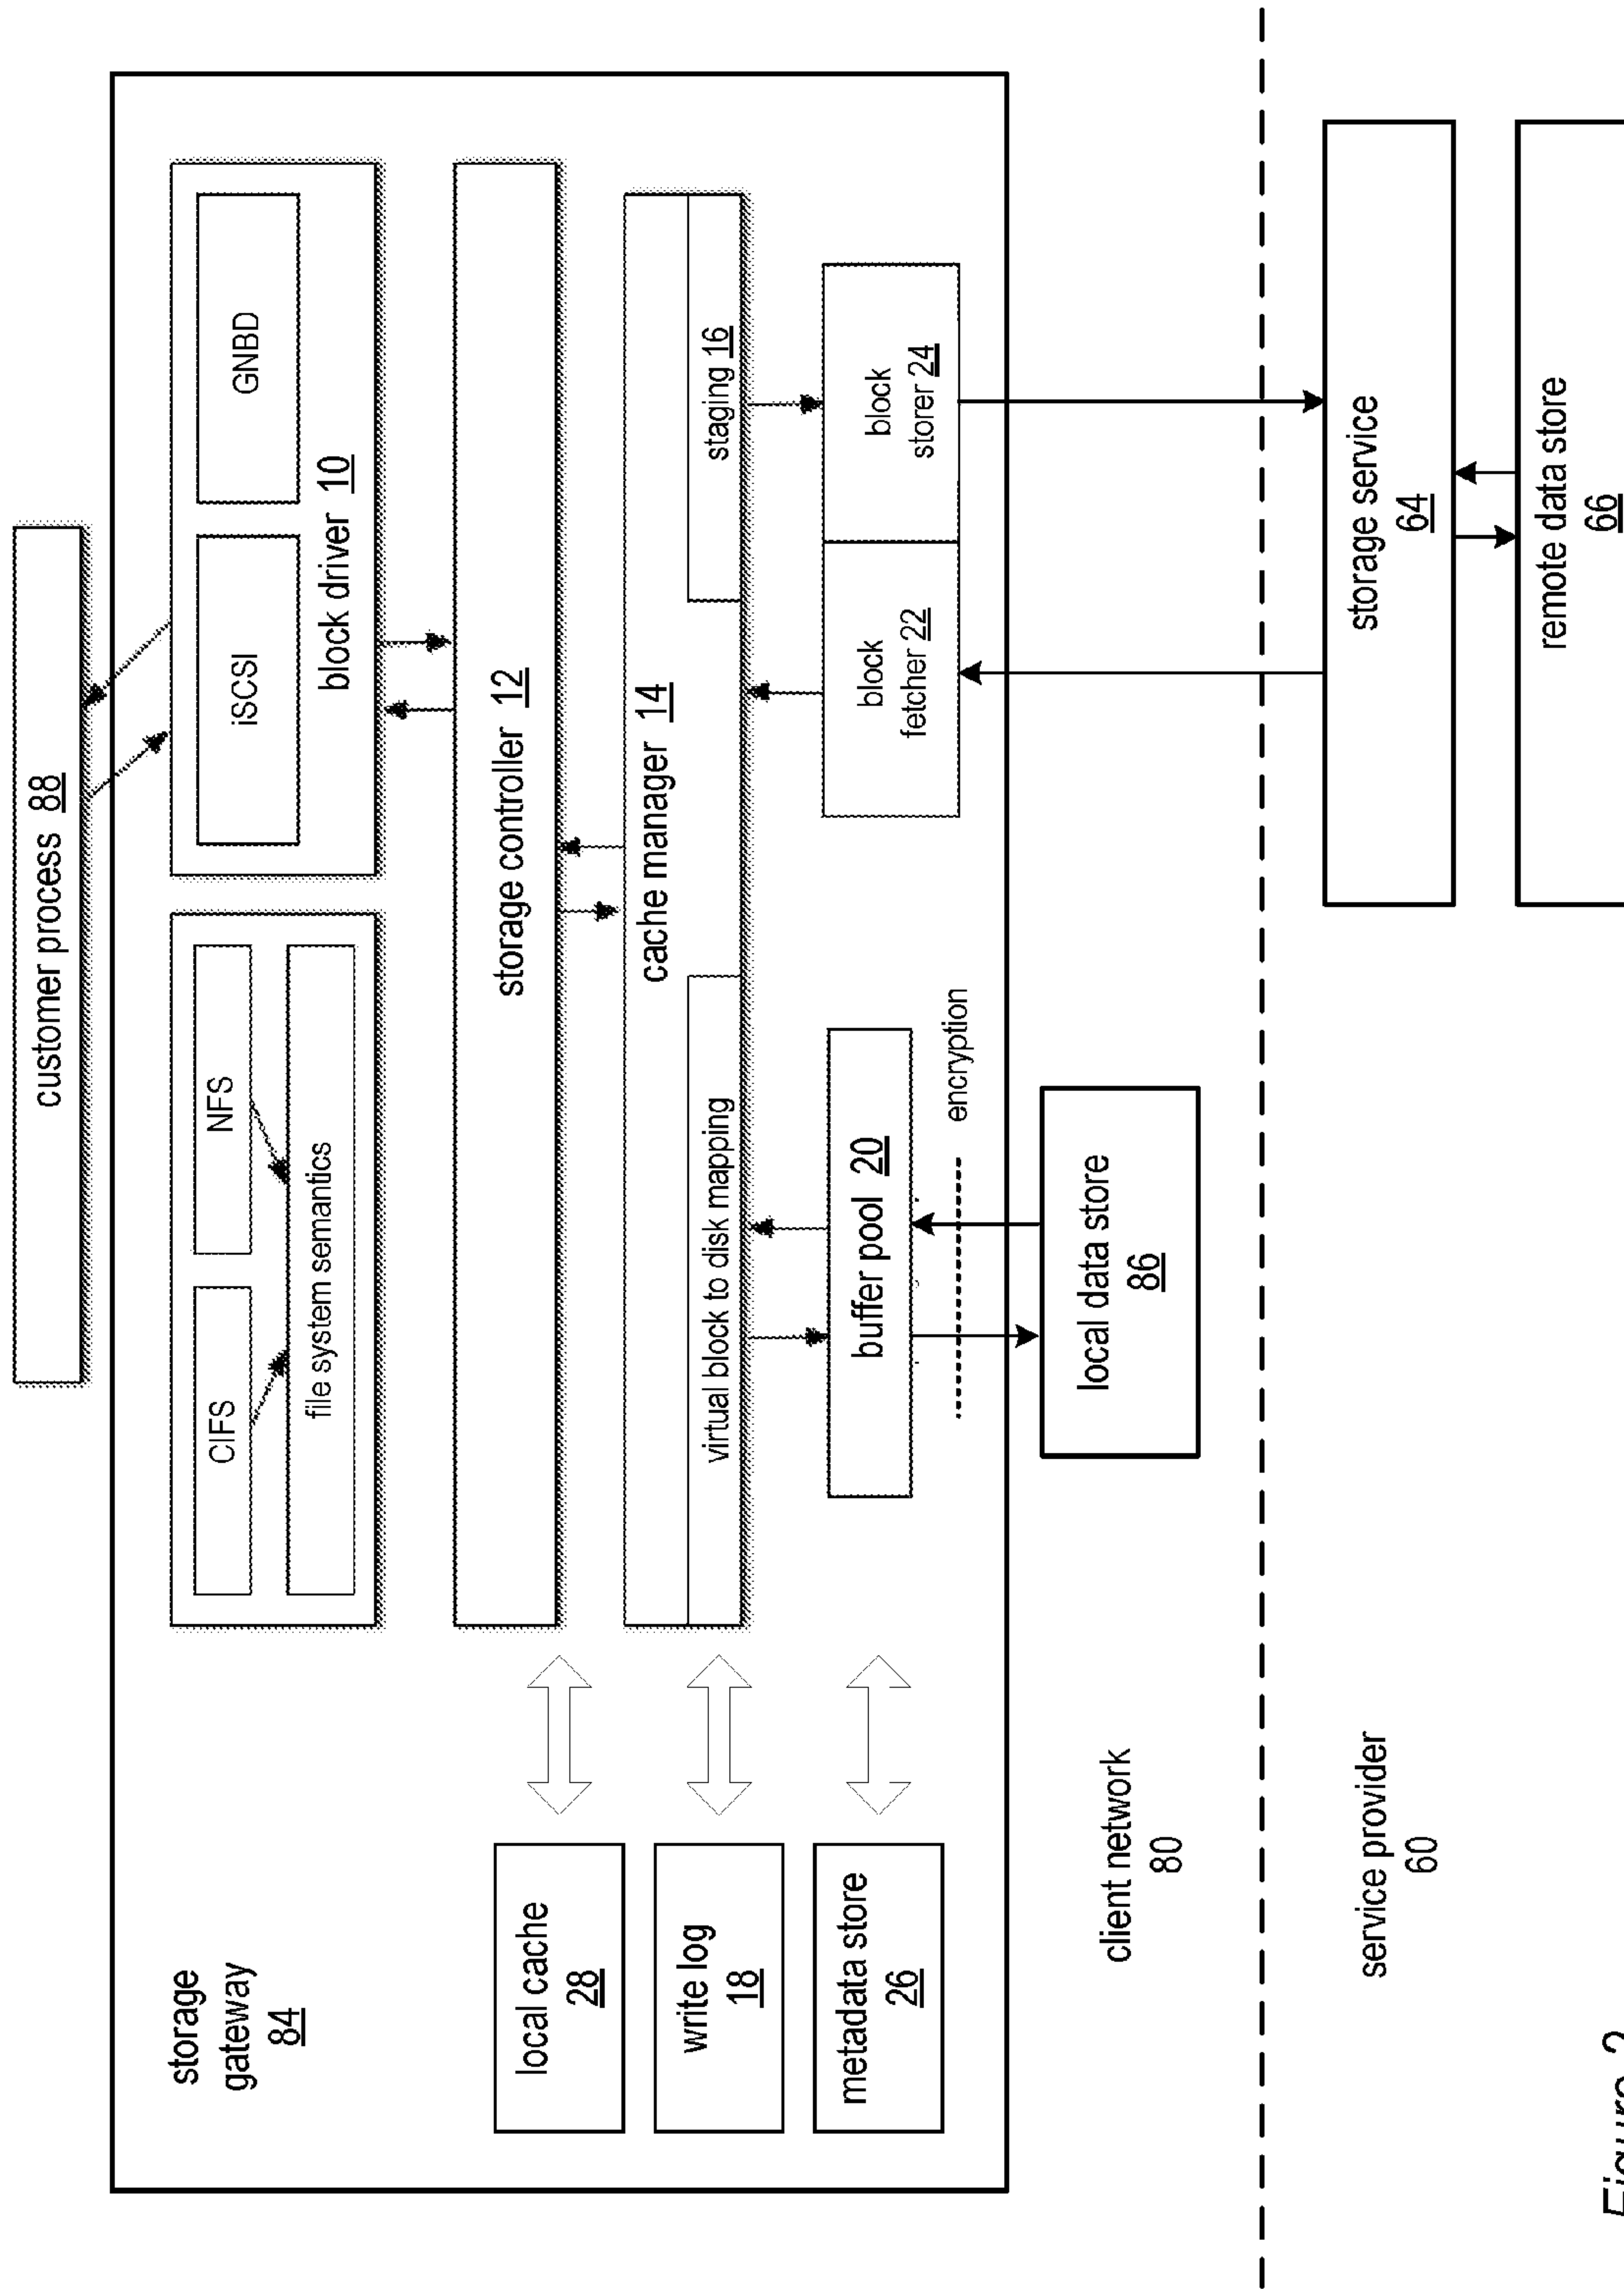 customer process 88
storage
gateway
84
CIFS
NFS
file system semantics
iSCSI
GNBD
block driver 10
storage controller 12
cache manager 14
virtual block to disk mapping
staging 16
local cache
28
write log
18
metadata store
26
buffer pool 20
block
fetcher 22
block
storer 24
encryption
local data store
86
client network
80
service provider
60
storage service
64
remote data store
66
Figure 2